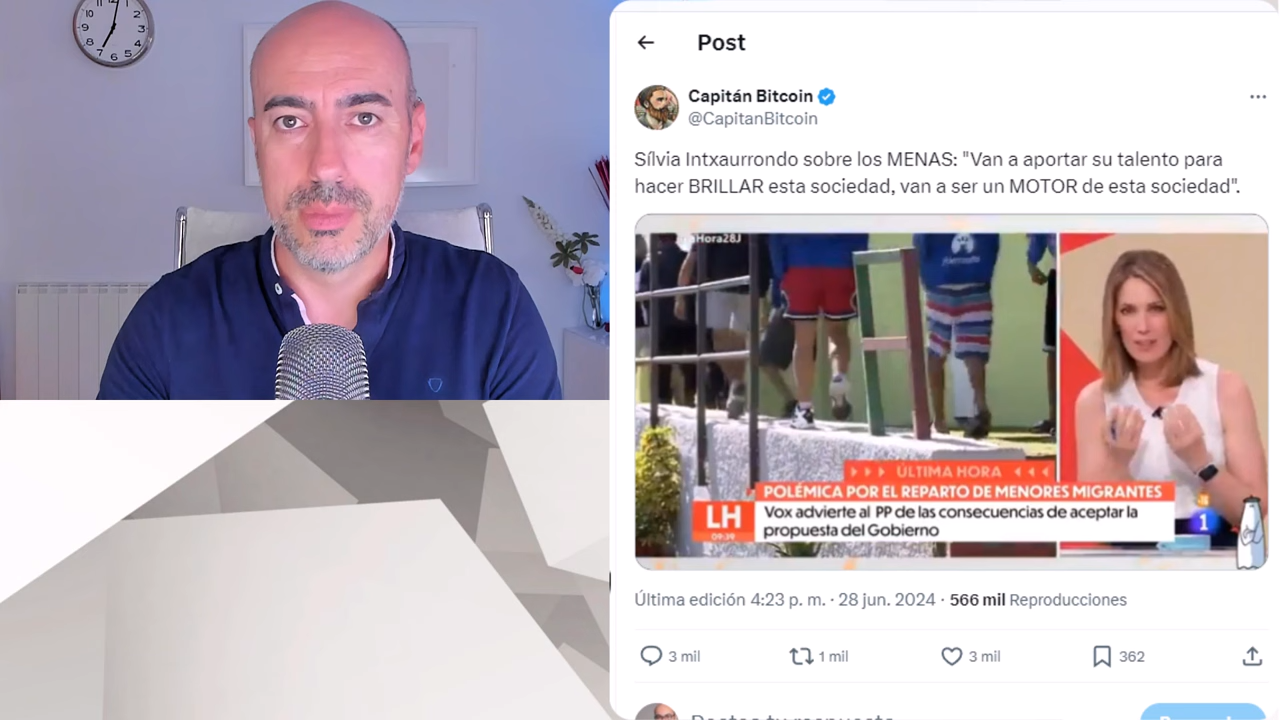 Post
Capitán Bitcoin
@CapitanBitcoin
Sílvia Intxaurrondo sobre los MENAS: "Van a aportar su talento para
hacer BRILLAR esta sociedad, van a ser un MOTOR de esta sociedad".
aHora28J
ÚLTIMA HORA
POLÉMICA POR EL REPARTO DE MENORES MIGRANTES
LH
09:39
Vox advierte al PP de las consecuencias de aceptar la
propuesta del Gobierno
1
Última edición 4:23 p. m. · 28 jun. 2024 · 566 mil Reproducciones
3 mil
1 mil
3 mil
362